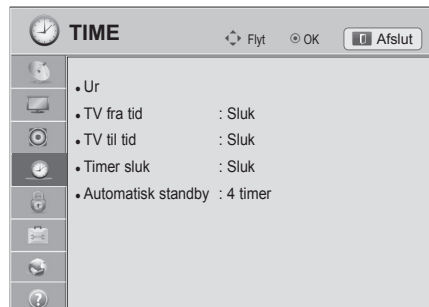 TIME
Flyt
OK
Afslut
• Ur
• TV fra tid : Sluk
• TV til tid : Sluk
• Timer sluk : Sluk
• Automatisk standby : 4 timer